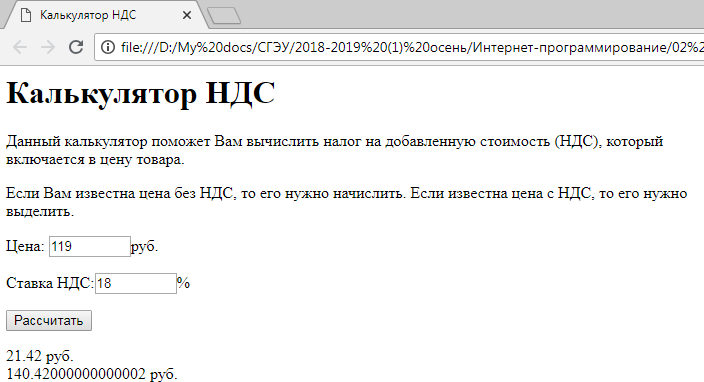 Калькулятор НДС
file:///D:/My%20docs/СГЭУ/2018-2019%20(1)%20осень/Интернет-программирование/02%2
Калькулятор НДС
Данный калькулятор поможет Вам вычислить налог на добавленную стоимость (НДС), который
включается в цену товара.
Если Вам известна цена без НДС, то его нужно начислить. Если известна цена с НДС, то его нужно
выделить.
Цена: 119 руб.
Ставка НДС: 18 %
Рассчитать
21.42 руб.
140.42000000000002 руб.